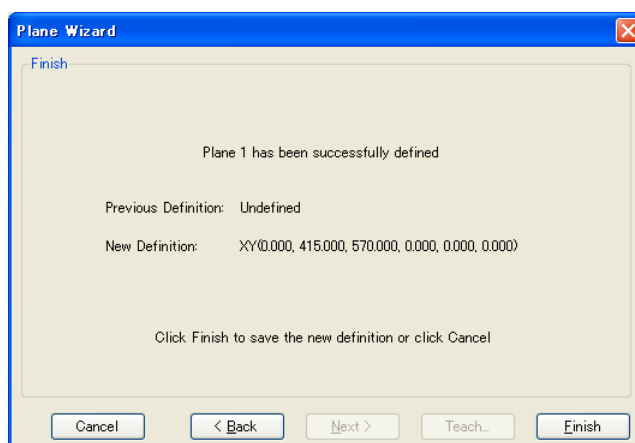 Plane Wizard
Finish
Plane 1 has been successfully defined
Previous Definition: Undefined
New Definition: XY(0.000, 415.000, 570.000, 0.000, 0.000, 0.000)
Click Finish to save the new definition or click Cancel
Cancel < Back Next > Teach... Finish